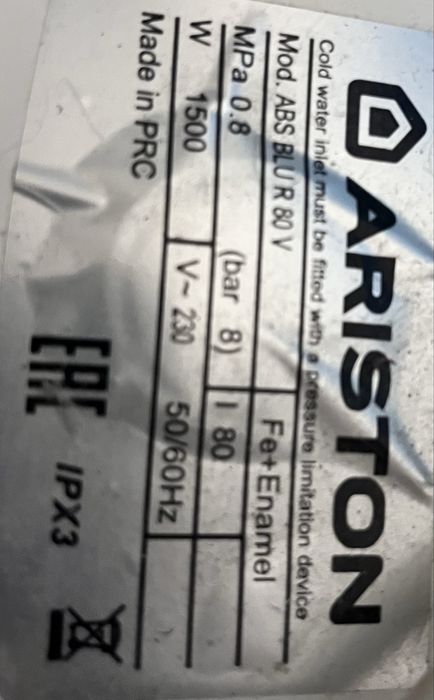 ARISTON
Cold water inlet must be fitted with a pressure limitation device
Mod. ABS BLU R 80 V Fe+Enamel
MPa 0.8 (bar 8) l 80
W 1500 V~ 230 50/60Hz
Made in PRC
EAC IPX3